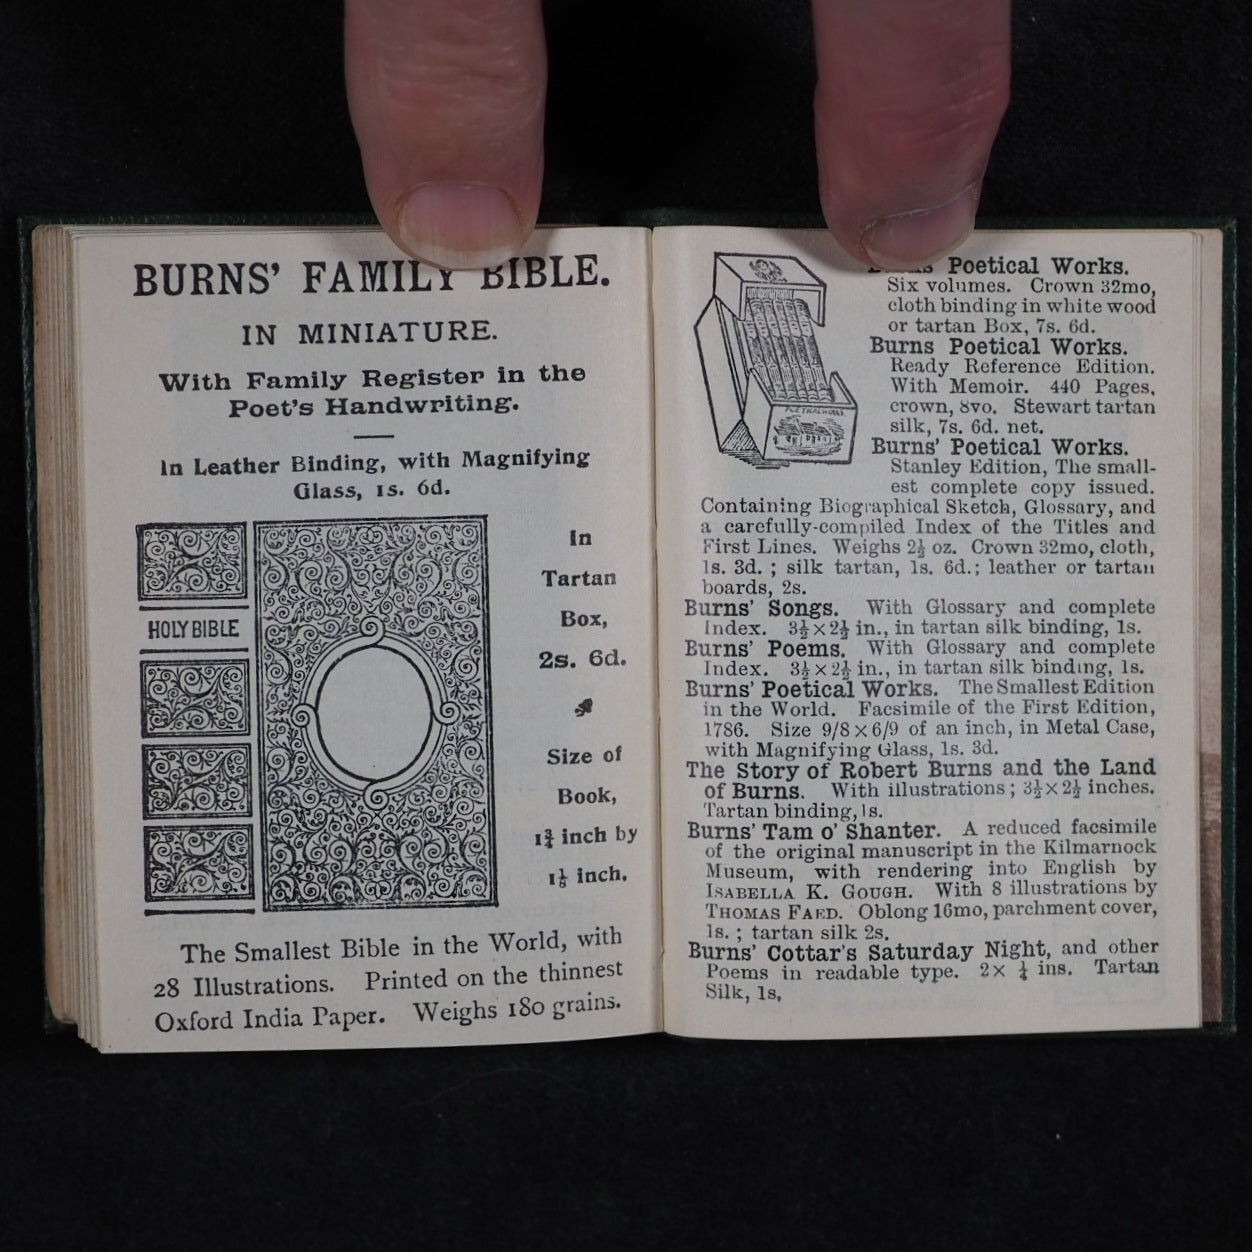 BURNS' FAMILY BIBLE.
IN MINIATURE.
With Family Register in the
Poet's Handwriting.
In Leather Binding, with Magnifying
Glass, 1s. 6d.
HOLY BIBLE
In
Tartan
Box,
2s. 6d.
Size of
Book,
1¾ inch by
1⅛ inch.
The Smallest Bible in the World, with
28 Illustrations. Printed on the thinnest
Oxford India Paper. Weighs 180 grains.
POETICAL WORKS
Burns Poetical Works.
Six volumes. Crown 32mo,
cloth binding in white wood
or tartan Box, 7s. 6d.
Burns Poetical Works.
Ready Reference Edition.
With Memoir. 440 Pages,
crown, 8vo. Stewart tartan
silk, 7s. 6d. net.
Burns' Poetical Works.
Stanley Edition, The small-
est complete copy issued.
Containing Biographical Sketch, Glossary, and
a carefully-compiled Index of the Titles and
First Lines. Weighs 2½ oz. Crown 32mo, cloth,
1s. 3d. ; silk tartan, 1s. 6d.; leather or tartan
boards, 2s.
Burns' Songs. With Glossary and complete
Index. 3½ × 2½ in., in tartan silk binding, 1s.
Burns' Poems. With Glossary and complete
Index. 3½ × 2½ in., in tartan silk binding, 1s.
Burns' Poetical Works. The Smallest Edition
in the World. Facsimile of the First Edition,
1786. Size 9/8 × 6/9 of an inch, in Metal Case,
with Magnifying Glass, 1s. 3d.
The Story of Robert Burns and the Land
of Burns. With illustrations ; 3½ × 2½ inches.
Tartan binding, 1s.
Burns' Tam o' Shanter. A reduced facsimile
of the original manuscript in the Kilmarnock
Museum, with rendering into English by
ISABELLA K. GOUGH. With 8 illustrations by
THOMAS FAED. Oblong 16mo, parchment cover,
1s. ; tartan silk 2s.
Burns' Cottar's Saturday Night, and other
Poems in readable type. 2 × ins. Tartan
Silk, 1s,